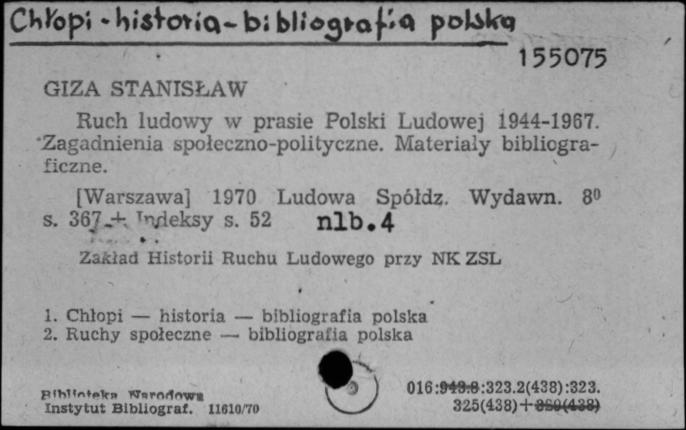 Chłopi - historia - bibliografia polska
155075
GIZA STANISŁAW
Ruch ludowy w prasie Polski Ludowej 1944-1967.
Zagadnienia społeczno-polityczne. Materiały bibliogra-
ficzne.
[Warszawa] 1970 Ludowa Spółdz. Wydawn. 8⁰
s. 367 + Indeksy s. 52 nlb. 4
Zakład Historii Ruchu Ludowego przy NK ZSL
1. Chłopi — historia — bibliografia polska
2. Ruchy społeczne — bibliografia polska
Biblioteka Narodowa
Instytut Bibliograf. 11610/70
016:943.8:323.2(438):323.
325(438)+389(438)